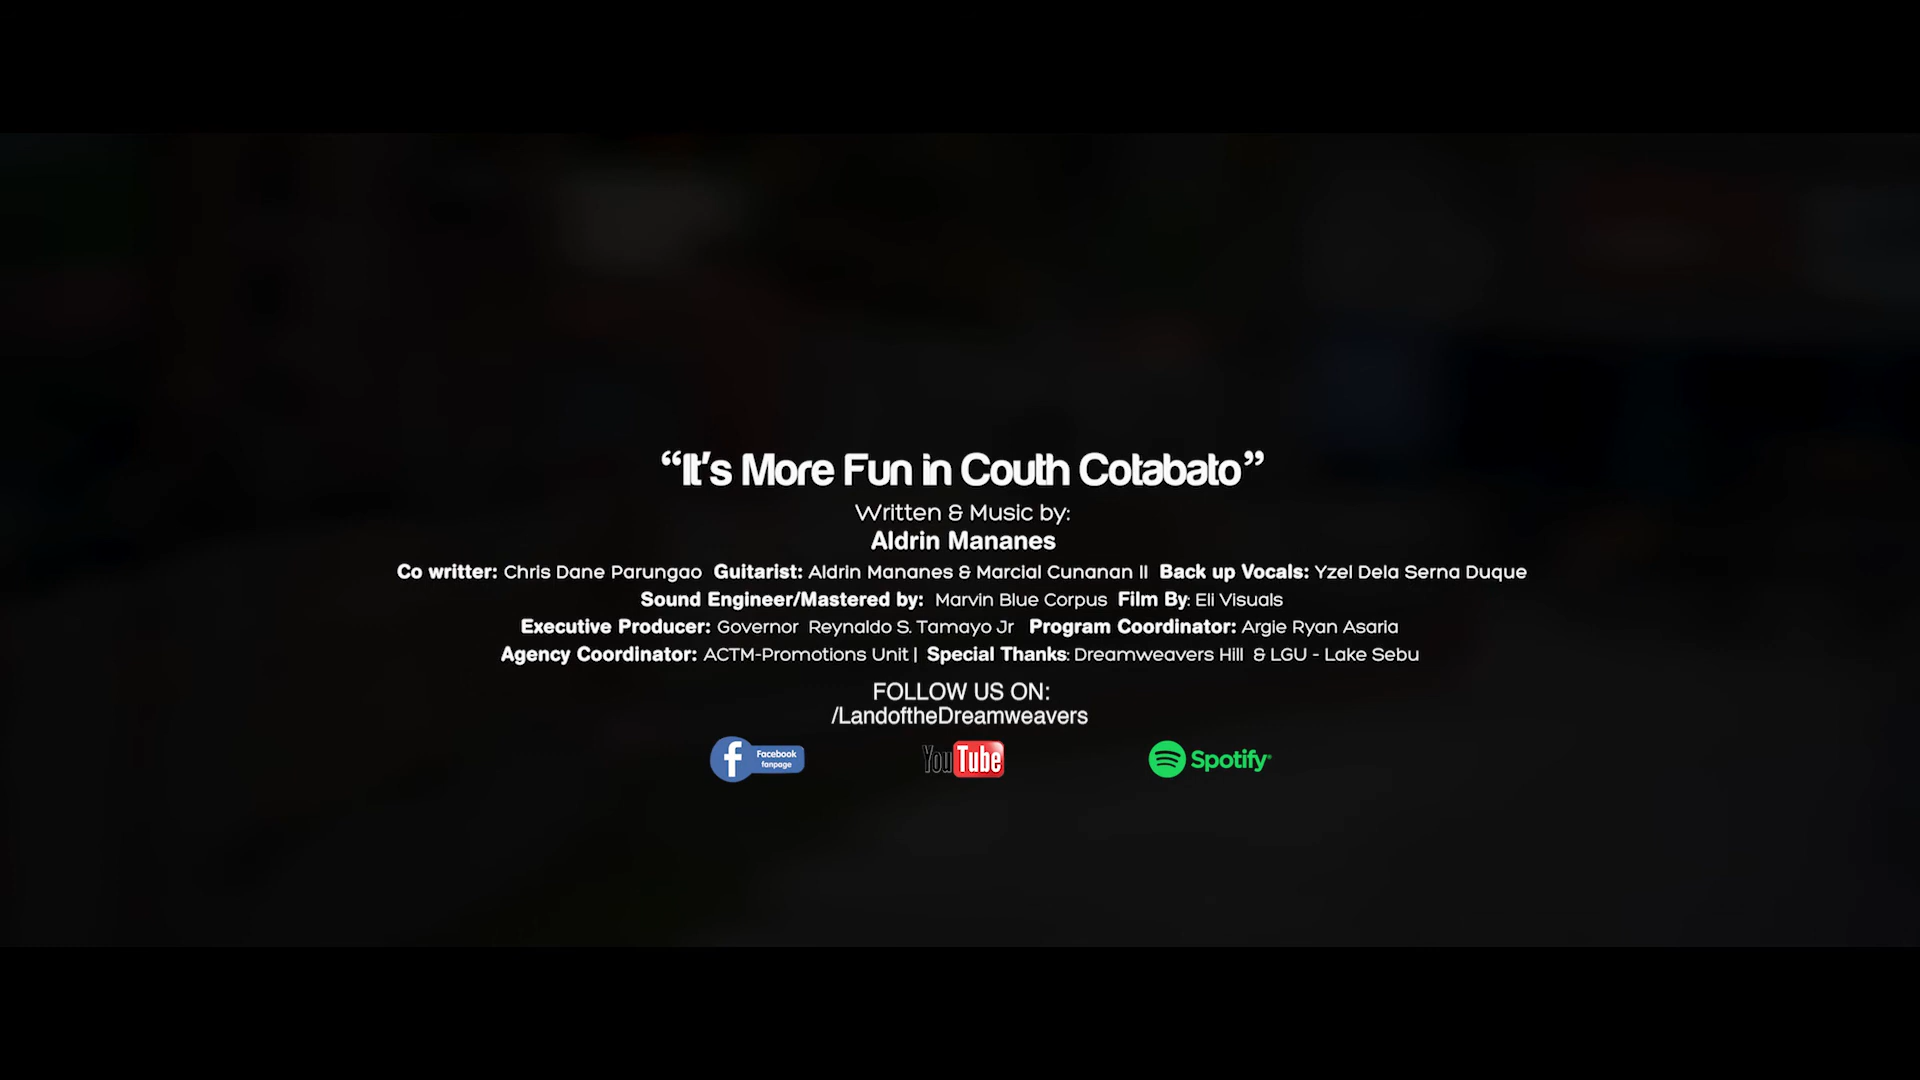 “It's More Fun in Couth Cotabato”
Written & Music by:
Aldrin Mananes
Co writter: Chris Dane Parungao Guitarist: Aldrin Mananes & Marcial Cunanan II Back up Vocals: Yzel Dela Serna Duque
Sound Engineer/Mastered by: Marvin Blue Corpus Film By: Eli Visuals
Executive Producer: Governor Reynaldo S. Tamayo Jr Program Coordinator: Argie Ryan Asaria
Agency Coordinator: ACTM-Promotions Unit | Special Thanks: Dreamweavers Hill & LGU - Lake Sebu
FOLLOW US ON:
/LandoftheDreamweavers
Facebook
fanpage
YouTube
Spotify